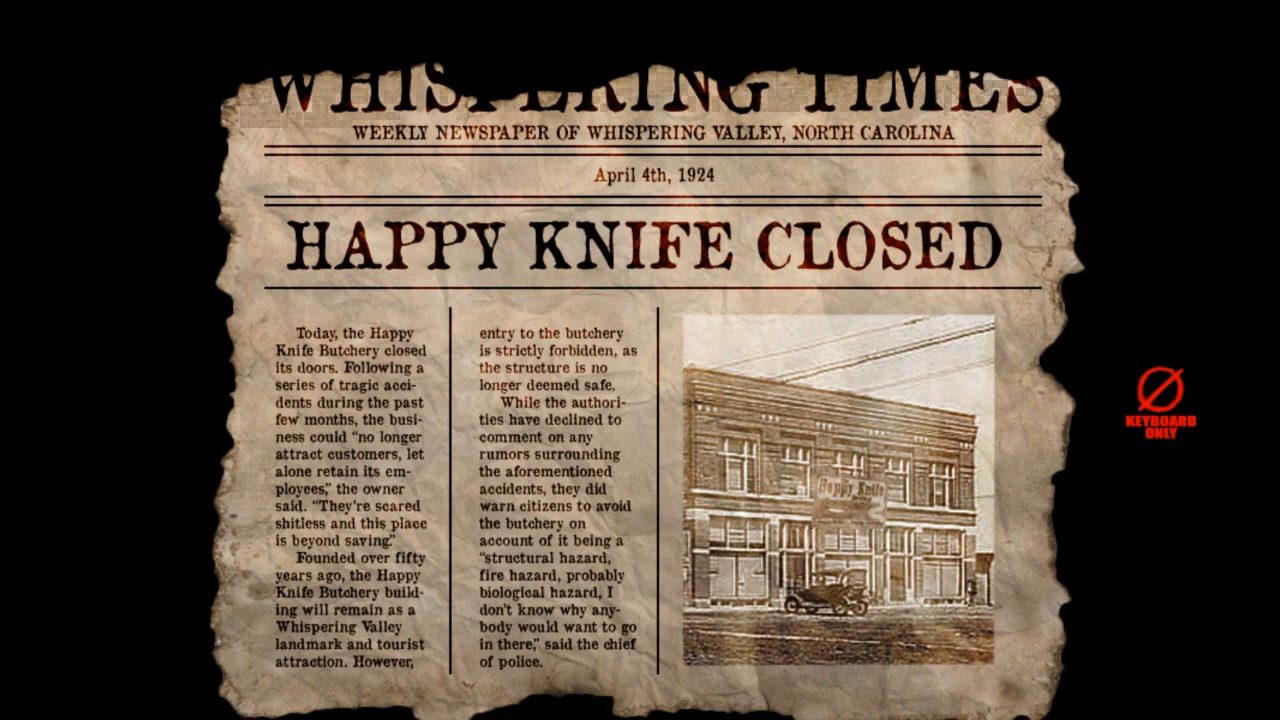 WHISPERING TIMES
WEEKLY NEWSPAPER OF WHISPERING VALLEY, NORTH CAROLINA
April 4th, 1924
HAPPY KNIFE CLOSED
Today, the Happy
Knife Butchery closed
its doors. Following a
series of tragic acci-
dents during the past
few months, the busi-
ness could “no longer
attract customers, let
alone retain its em-
ployees,” the owner
said. “They’re scared
shitless and this place
is beyond saving.”
Founded over fifty
years ago, the Happy
Knife Butchery build-
ing will remain as a
Whispering Valley
landmark and tourist
attraction. However,
entry to the butchery
is strictly forbidden, as
the structure is no
longer deemed safe.
While the authori-
ties have declined to
comment on any
rumors surrounding
the aforementioned
accidents, they did
warn citizens to avoid
the butchery on
account of it being a
“structural hazard,
fire hazard, probably
biological hazard, I
don’t know why any-
body would want to go
in there,” said the chief
of police.
Happy Knife
KEYBOARD
ONLY